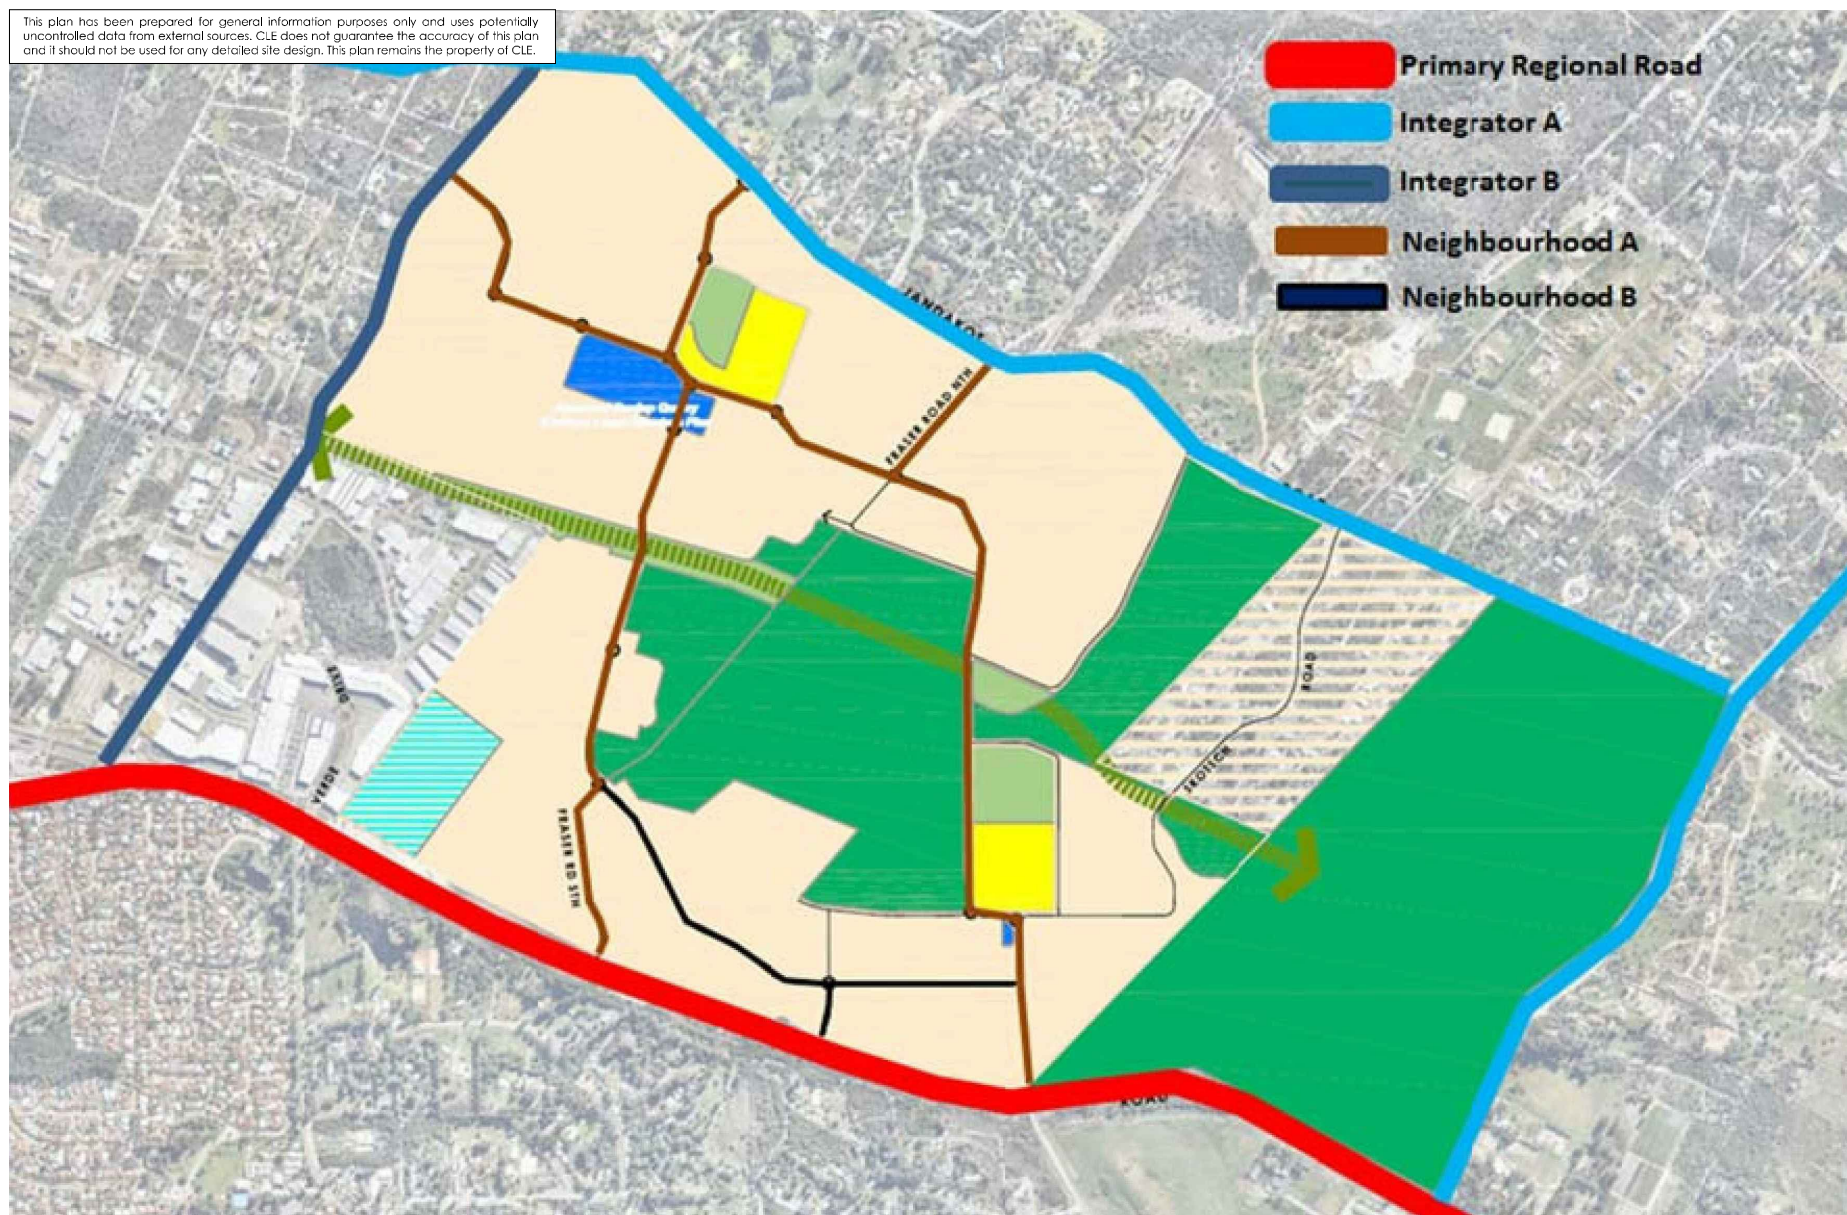 This plan has been prepared for general information purposes only and uses potentially
uncontrolled data from external sources. CLE does not guarantee the accuracy of this plan
and it should not be used for any detailed site design. This plan remains the property of CLE.
Primary Regional Road
Integrator A
Integrator B
Neighbourhood A
Neighbourhood B
JANDAKOT
FRASER ROAD NTH
ROAD
ROAD
DRIVE
SKOTSCH
VERDE
FRASER RD STH
ROAD